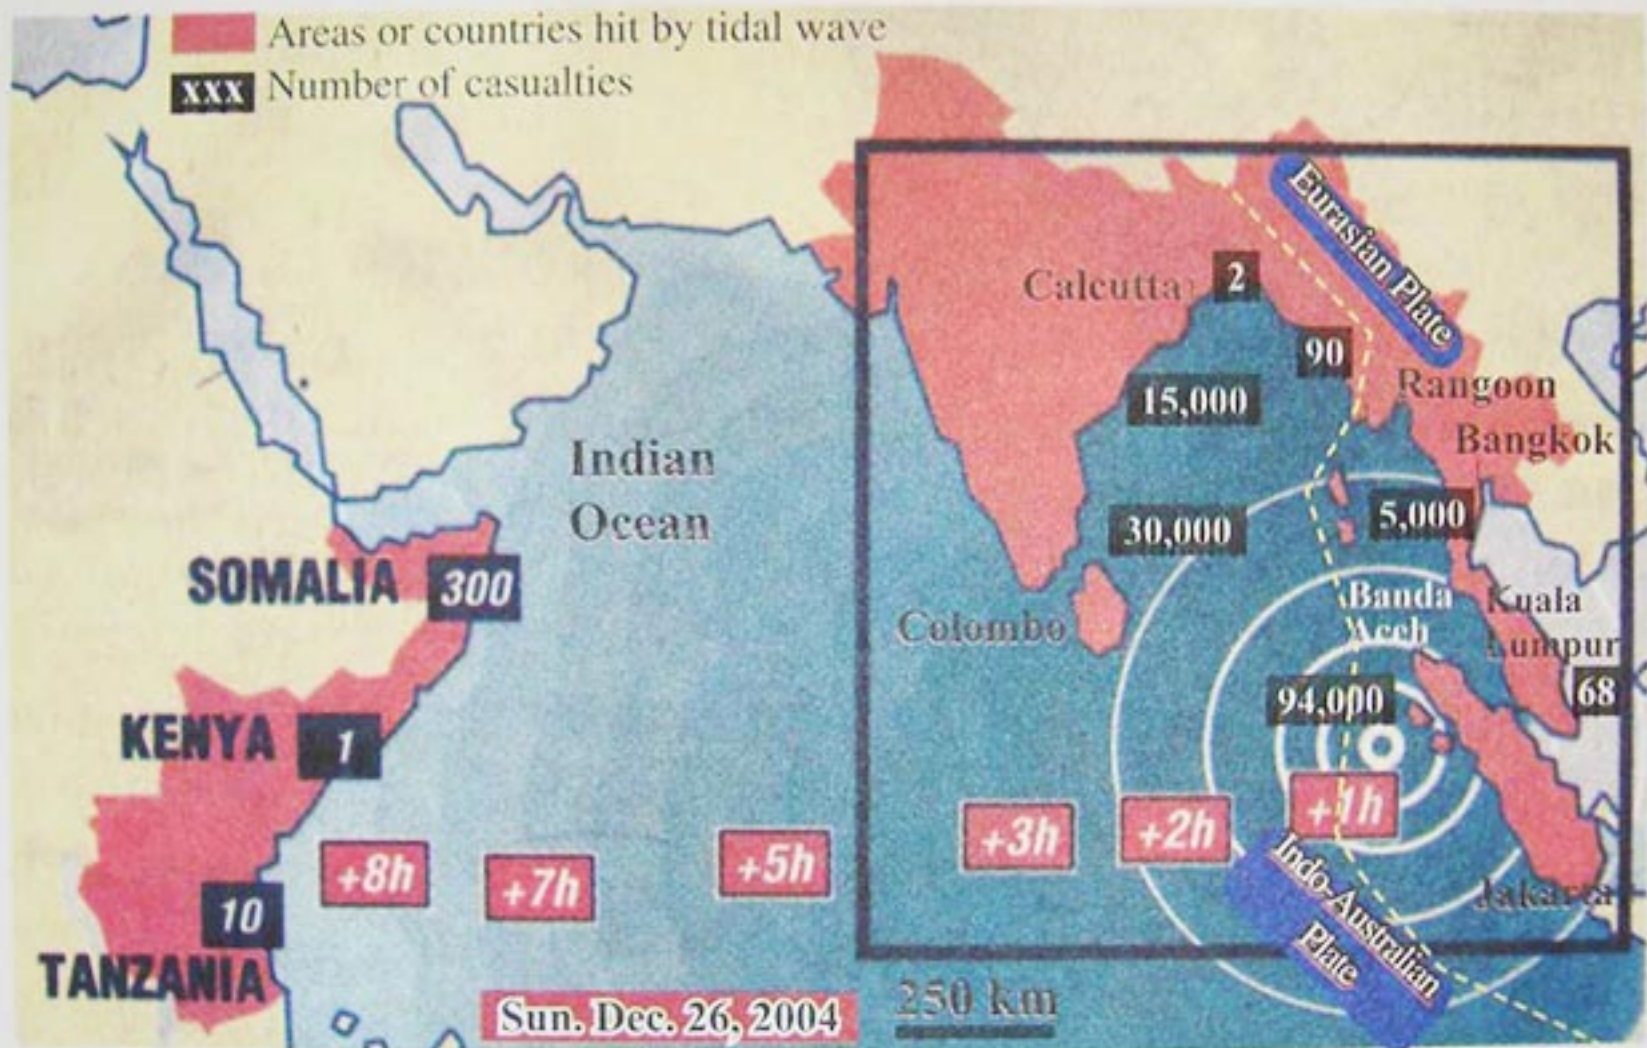 Areas or countries hit by tidal wave
xxx Number of casualties
Eurasian Plate
Calcutta
2
90
15,000
Rangoon
Bangkok
Indian
Ocean
30,000
5,000
SOMALIA 300
Banda
Aceh
Kuala
Lumpur
Colombo
94,000
68
KENYA 1
+8h
+7h
+5h
+3h
+2h
+1h
Indo-Australian
Plate
Jakarta
10
TANZANIA
Sun. Dec. 26, 2004
250 km